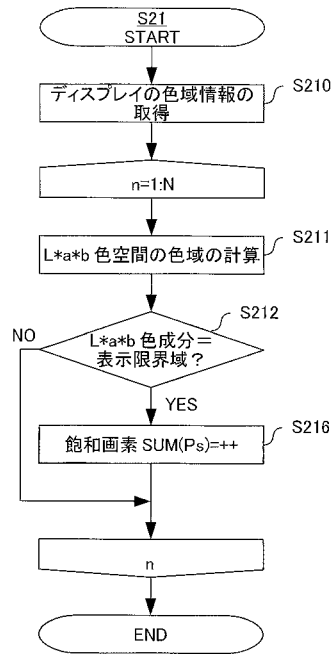 S21
START
S210
ディスプレイの色域情報の
取得
n=1:N
S211
L*a*b 色空間の色域の計算
S212
L*a*b 色成分＝
表示限界域？
NO
YES
S216
飽和画素 SUM(Ps)=++
n
END